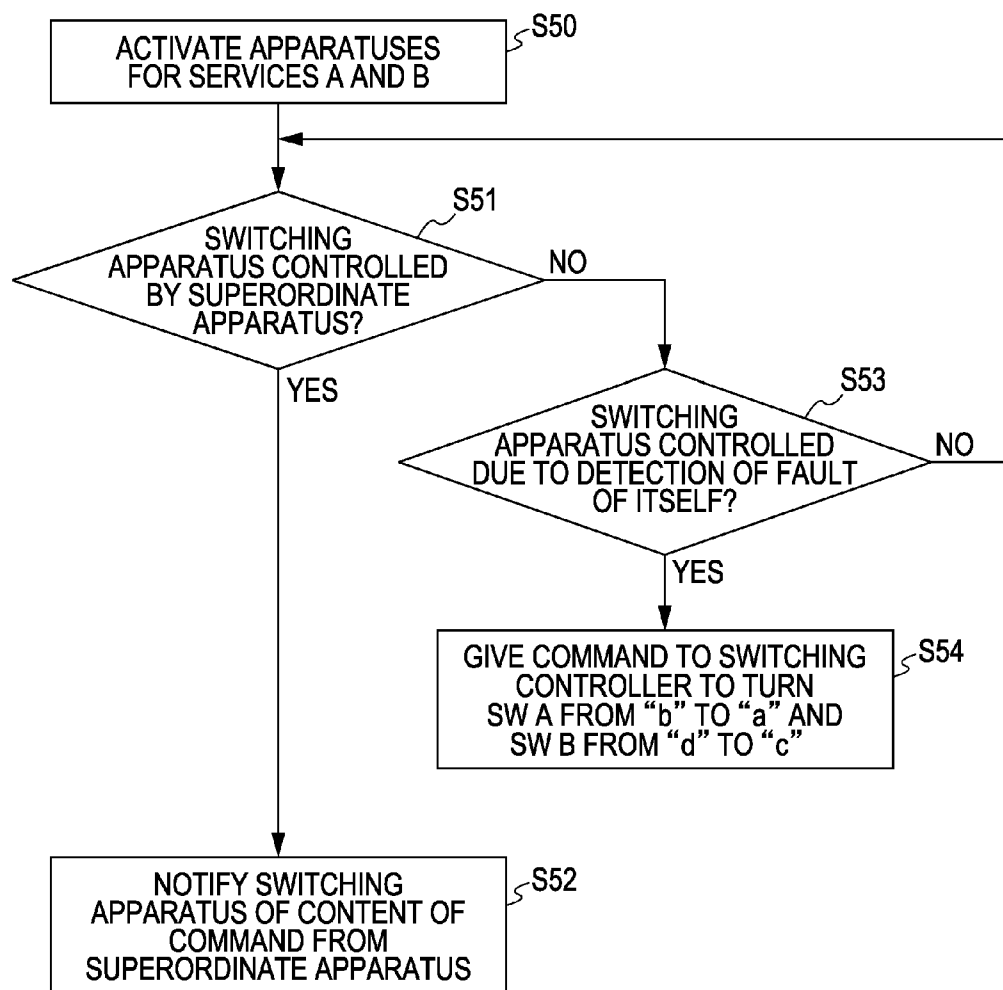 ACTIVATE APPARATUSES
FOR SERVICES A AND B
S50
SWITCHING
APPARATUS CONTROLLED
BY SUPERORDINATE
APPARATUS?
S51
NO
YES
SWITCHING
APPARATUS CONTROLLED
DUE TO DETECTION OF FAULT
OF ITSELF?
S53
NO
YES
GIVE COMMAND TO SWITCHING
CONTROLLER TO TURN
SW A FROM “b” TO “a” AND
SW B FROM “d” TO “c”
S54
NOTIFY SWITCHING
APPARATUS OF CONTENT OF
COMMAND FROM
SUPERORDINATE APPARATUS
S52